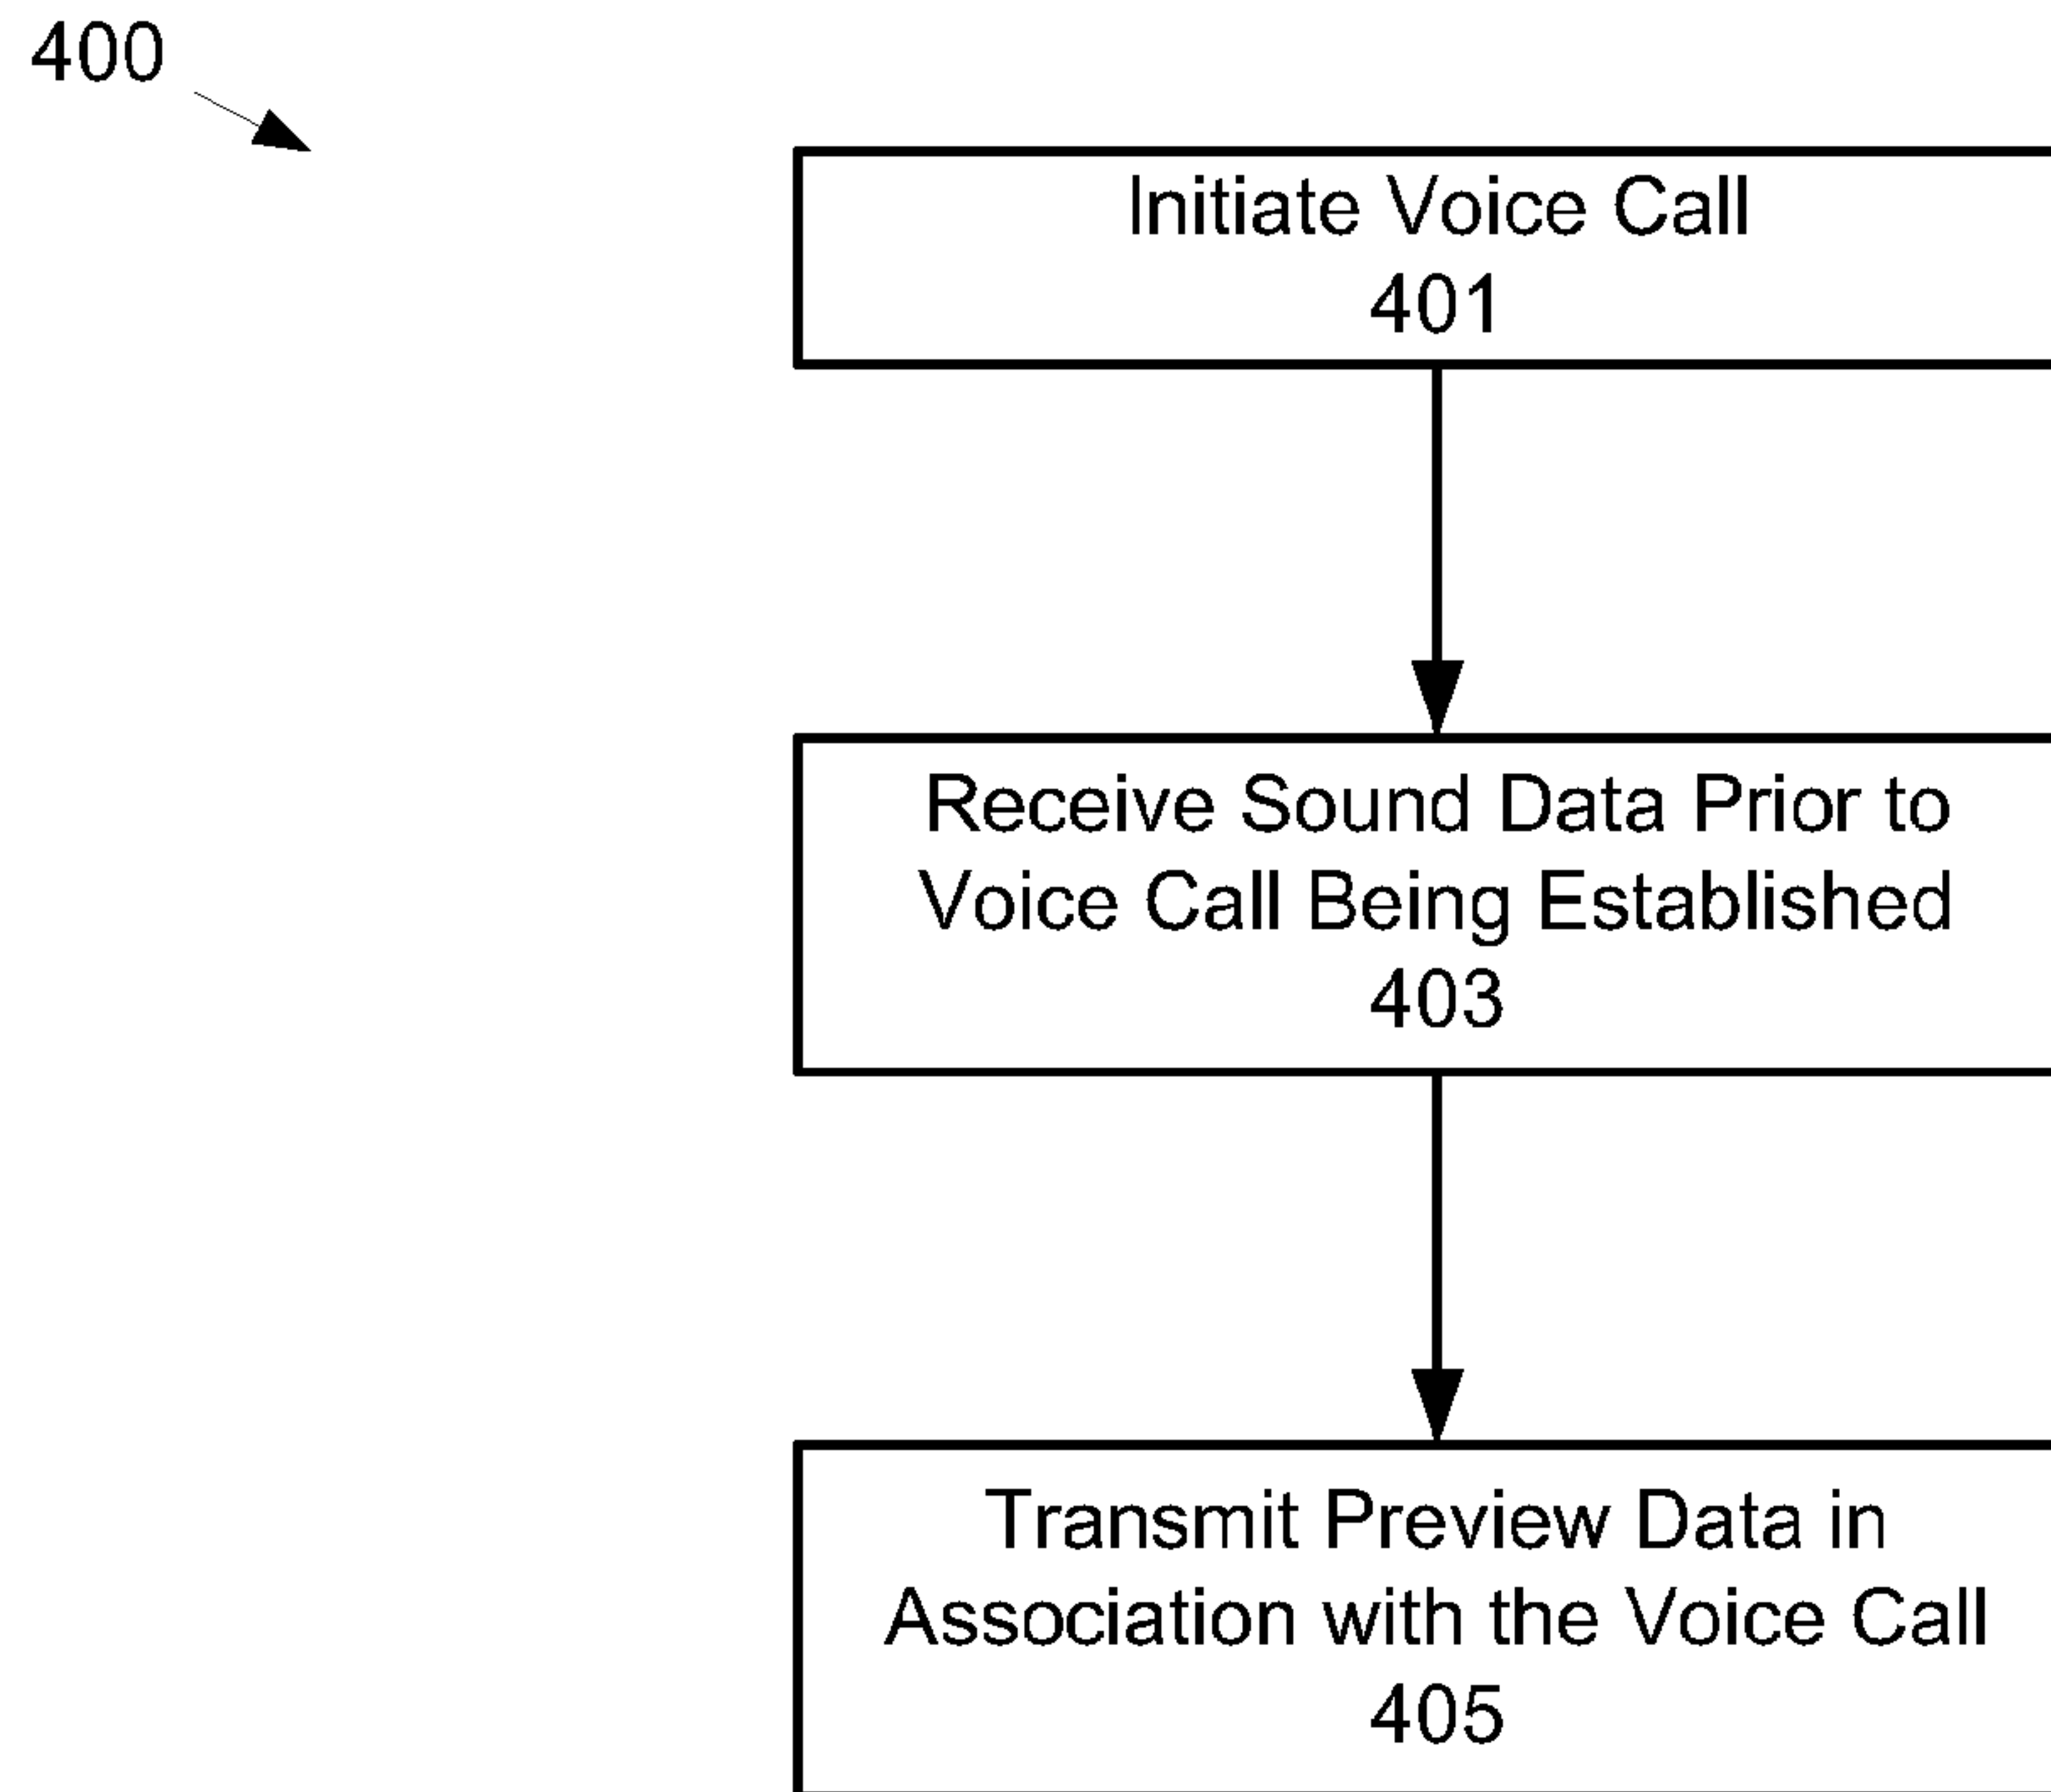 400
Initiate Voice Call
401
Receive Sound Data Prior to
Voice Call Being Established
403
Transmit Preview Data in
Association with the Voice Call
405